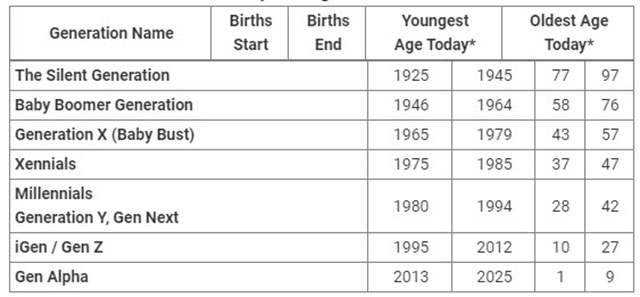 Generation Name Births Start Births End Youngest Age Today* Oldest Age Today*
The Silent Generation 1925 1945 77 97
Baby Boomer Generation 1946 1964 58 76
Generation X (Baby Bust) 1965 1979 43 57
Xennials 1975 1985 37 47
Millennials
Generation Y, Gen Next 1980 1994 28 42
iGen / Gen Z 1995 2012 10 27
Gen Alpha 2013 2025 1 9